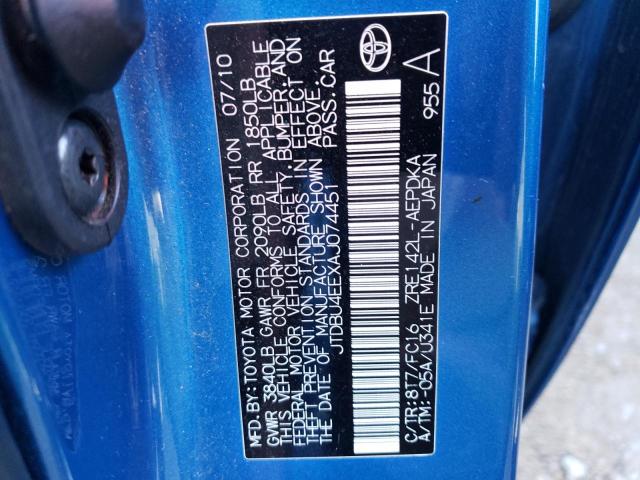 MFD. BY: TOYOTA MOTOR CORPORATION 07/10
GVWR 3840LB GAWR FR 2090LB RR 1850LB
THIS VEHICLE CONFORMS TO ALL APPLICABLE
FEDERAL MOTOR VEHICLE SAFETY, BUMPER, AND
THEFT PREVENTION STANDARDS IN EFFECT ON
THE DATE OF MANUFACTURE SHOWN ABOVE.
JTDBU4EEXAJ074451 PASS. CAR
C/TR: 8T7/FC16 ZRE142L-AEPDKA
A/TM: -05A/U341E MADE IN JAPAN 955 A